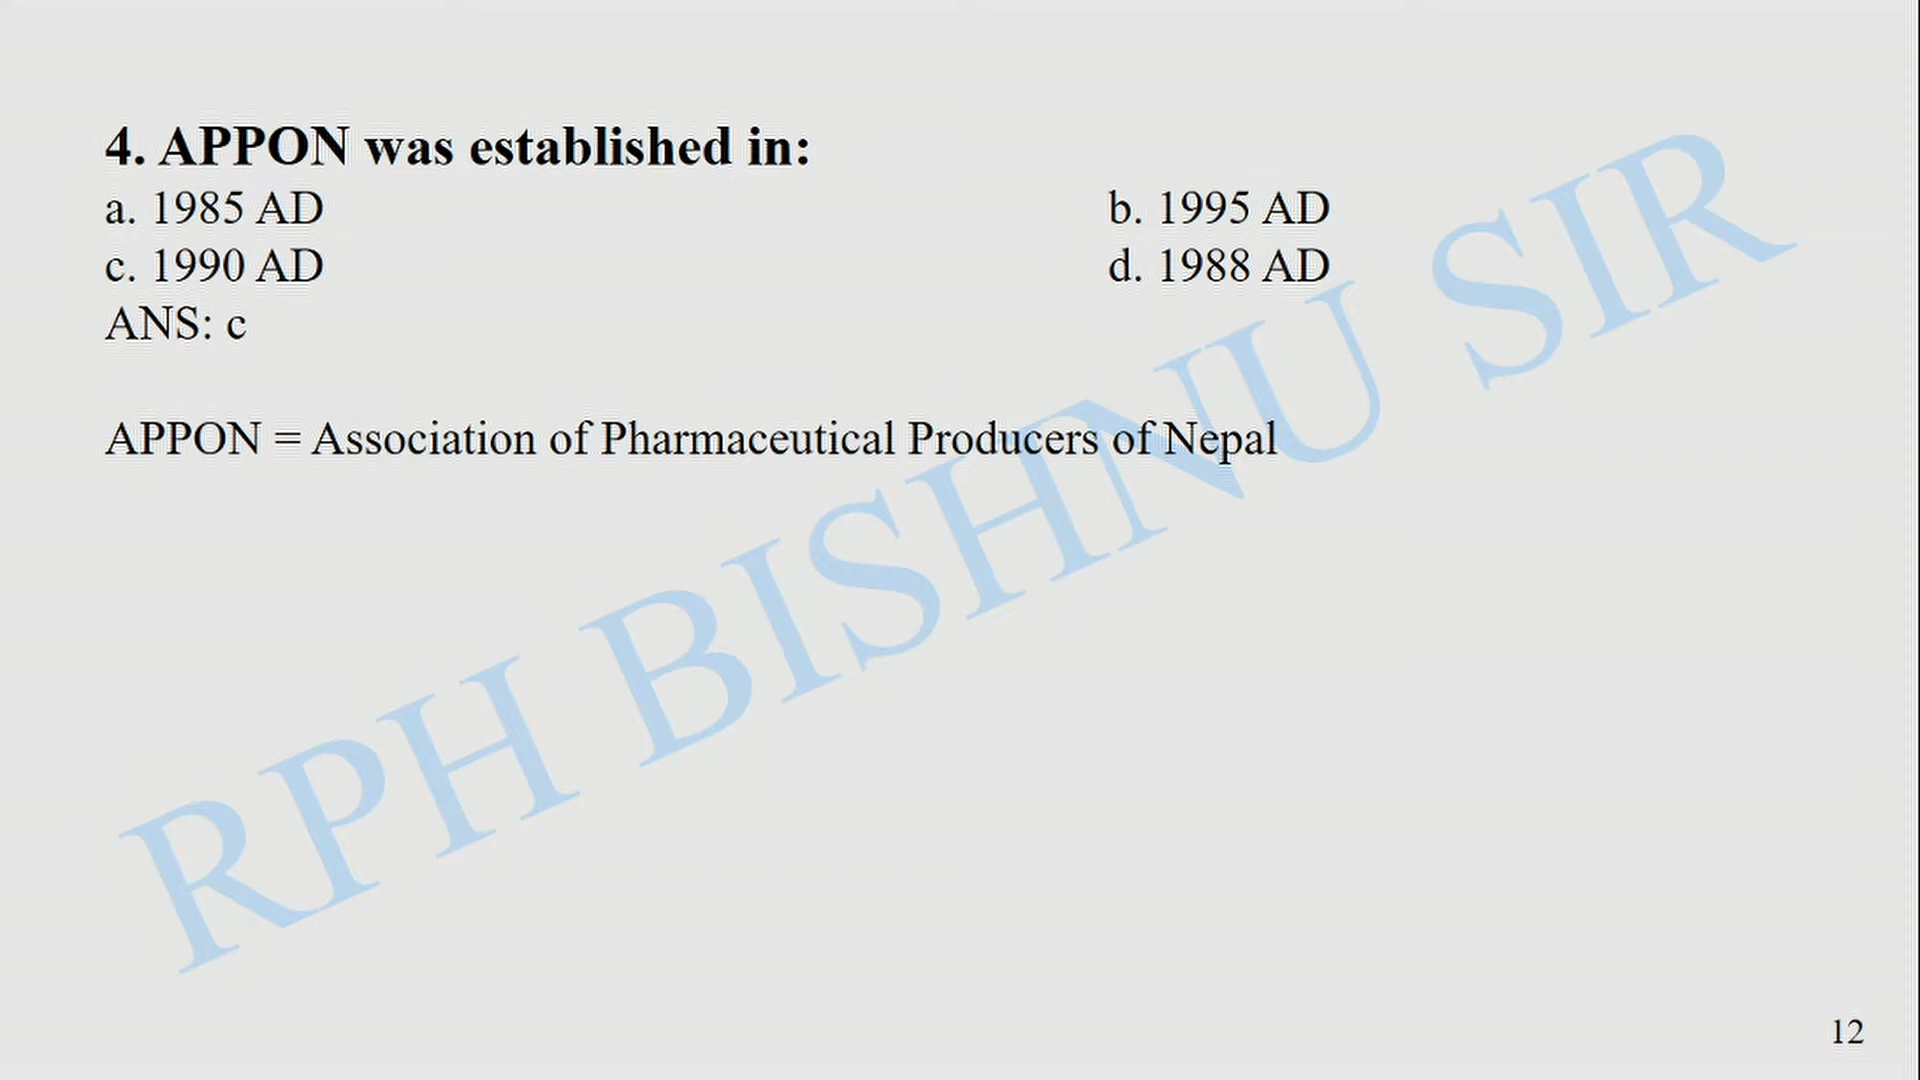 4. APPON was established in:
a. 1985 AD b. 1995 AD
c. 1990 AD d. 1988 AD
ANS: c
APPON = Association of Pharmaceutical Producers of Nepal
RPH BISHNU SIR
12